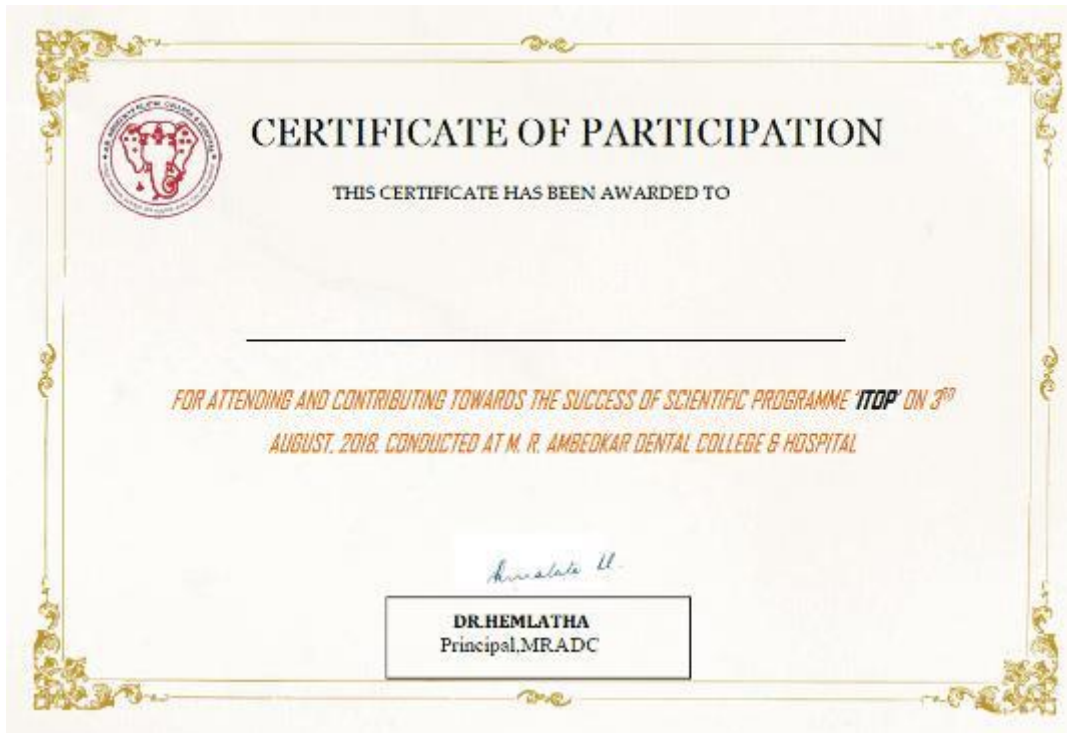 CERTIFICATE OF PARTICIPATION
THIS CERTIFICATE HAS BEEN AWARDED TO
FOR ATTENDING AND CONTRIBUTING TOWARDS THE SUCCESS OF SCIENTIFIC PROGRAMME 'ITOP' ON 3RD
AUGUST, 2018, CONDUCTED AT M. R. AMBEDKAR DENTAL COLLEGE & HOSPITAL
DR.HEMLATHA
Principal,MRADC